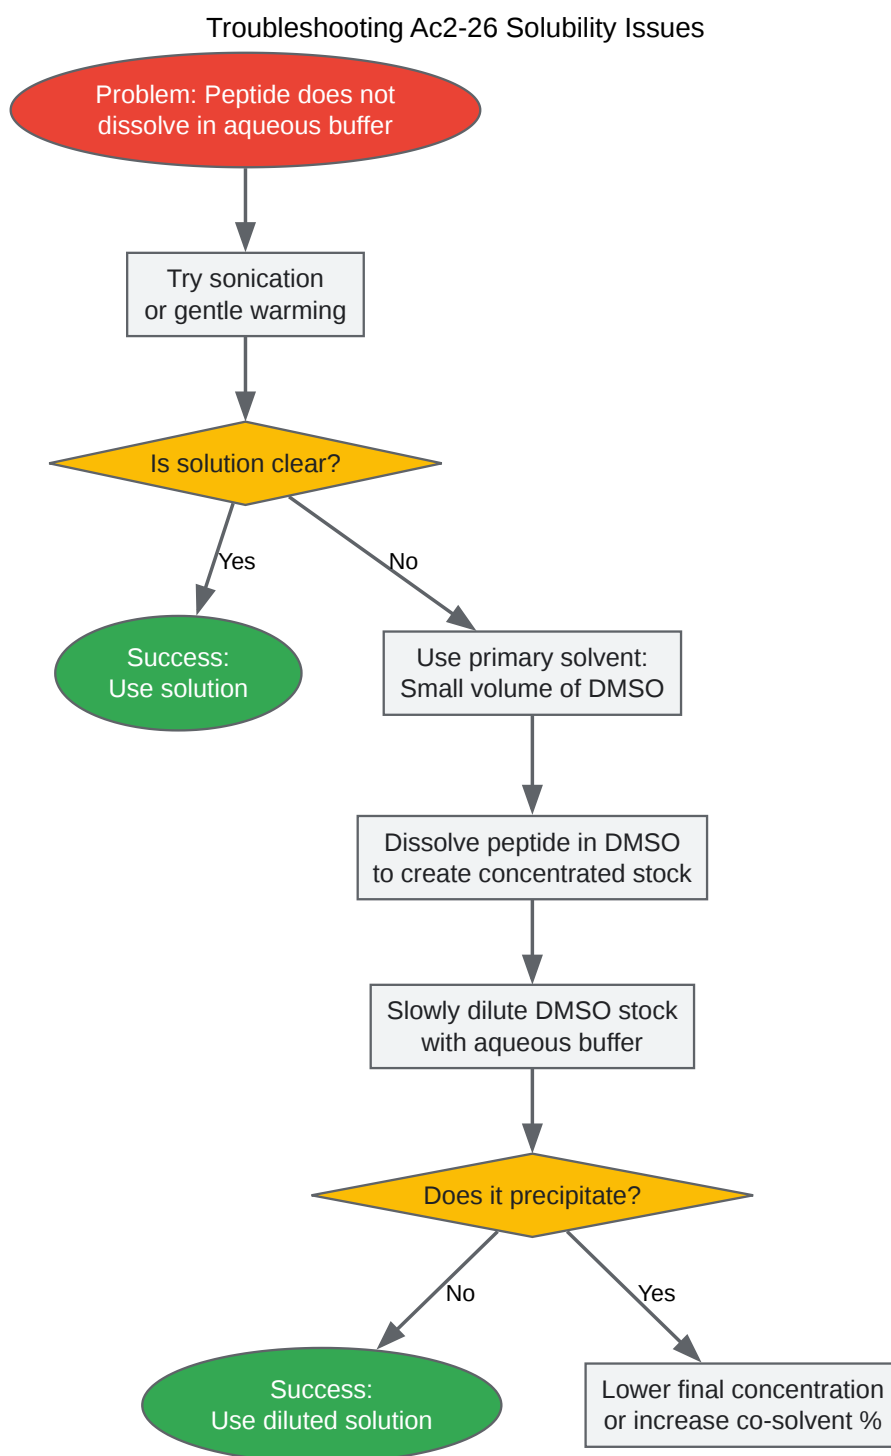 Troubleshooting Ac2-26 Solubility Issues
Problem: Peptide does not
dissolve in aqueous buffer
Try sonication
or gentle warming
Is solution clear?
Yes
No
Success:
Use solution
Use primary solvent:
Small volume of DMSO
Dissolve peptide in DMSO
to create concentrated stock
Slowly dilute DMSO stock
with aqueous buffer
Does it precipitate?
No
Yes
Success:
Use diluted solution
Lower final concentration
or increase co-solvent %